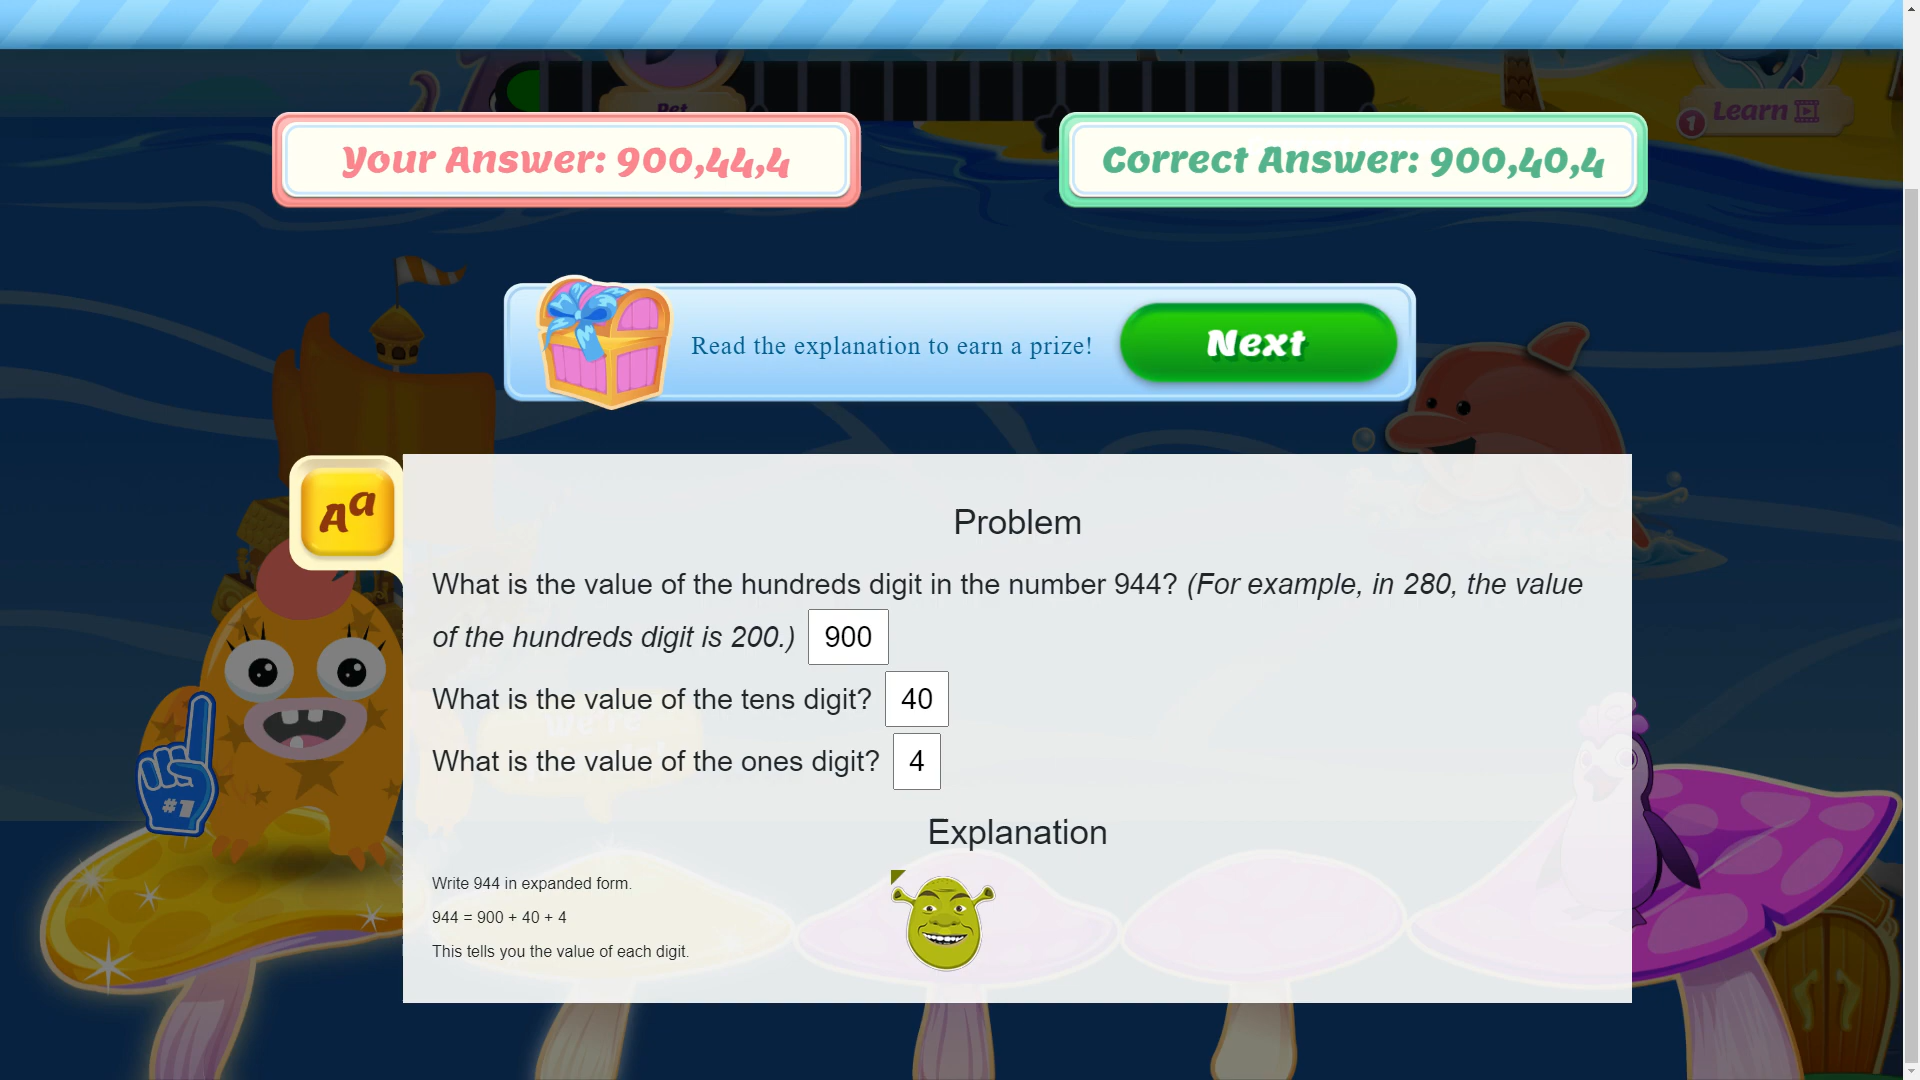 Pet
1 Learn
Your Answer: 900,44,4
Correct Answer: 900,40,4
Read the explanation to earn a prize!
Next
Aa
Problem
What is the value of the hundreds digit in the number 944? (For example, in 280, the value
of the hundreds digit is 200.) 900
What is the value of the tens digit? 40
What is the value of the ones digit? 4
#1
Explanation
Write 944 in expanded form.
944 = 900 + 40 + 4
This tells you the value of each digit.